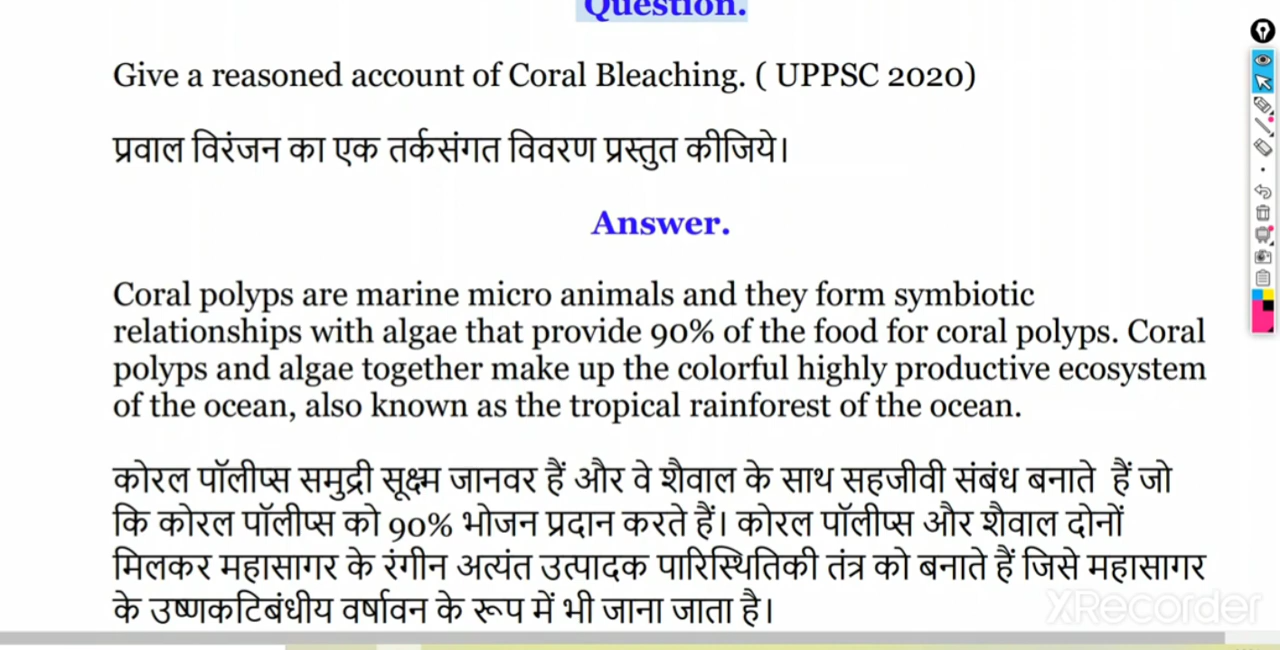 Question.
Give a reasoned account of Coral Bleaching. ( UPPSC 2020)
प्रवाल विरंजन का एक तर्कसंगत विवरण प्रस्तुत कीजिये।
Answer.
Coral polyps are marine micro animals and they form symbiotic
relationships with algae that provide 90% of the food for coral polyps. Coral
polyps and algae together make up the colorful highly productive ecosystem
of the ocean, also known as the tropical rainforest of the ocean.
कोरल पॉलीप्स समुद्री सूक्ष्म जानवर हैं और वे शैवाल के साथ सहजीवी संबंध बनाते हैं जो
कि कोरल पॉलीप्स को 90% भोजन प्रदान करते हैं। कोरल पॉलीप्स और शैवाल दोनों
मिलकर महासागर के रंगीन अत्यंत उत्पादक पारिस्थितिकी तंत्र को बनाते हैं जिसे महासागर
के उष्णकटिबंधीय वर्षावन के रूप में भी जाना जाता है।
XRecorder